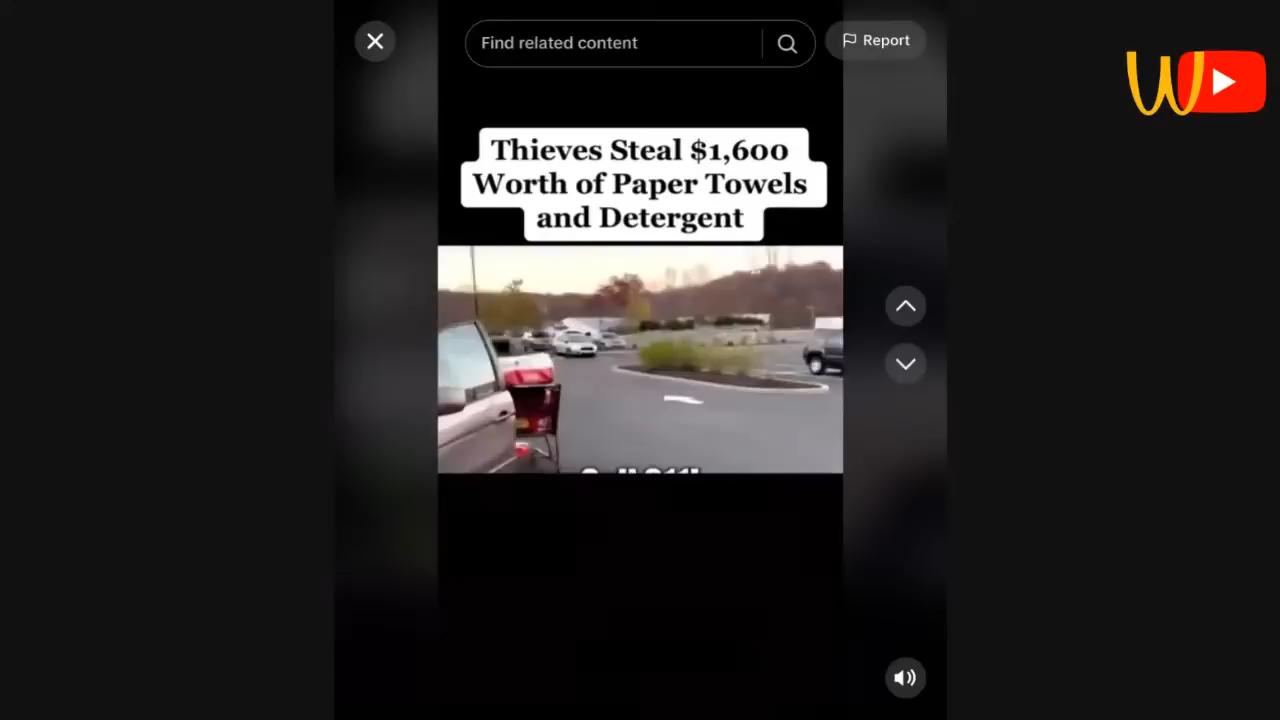 Find related content
Report
Thieves Steal $1,600
Worth of Paper Towels
and Detergent